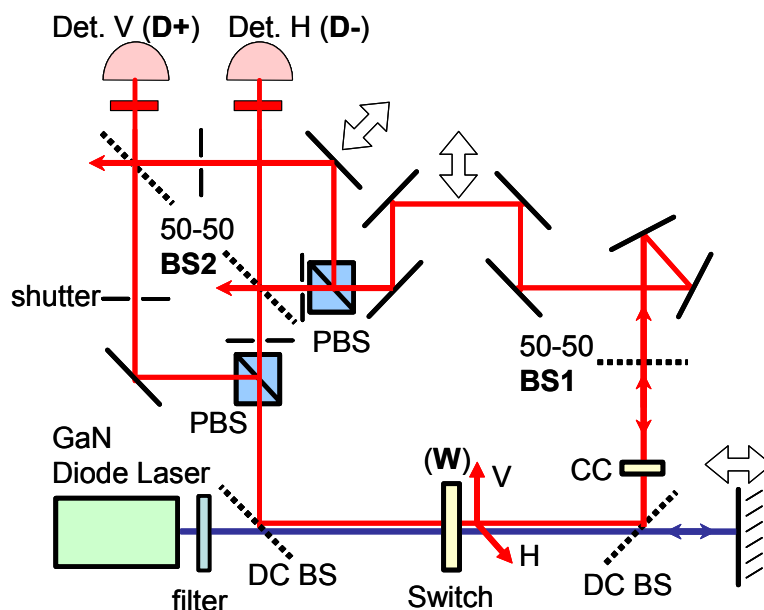 Det. V (D+)
Det. H (D-)
50-50
BS2
shutter
PBS
50-50
BS1
PBS
GaN
Diode Laser
(W)
V
CC
H
DC BS
DC BS
Switch
filter